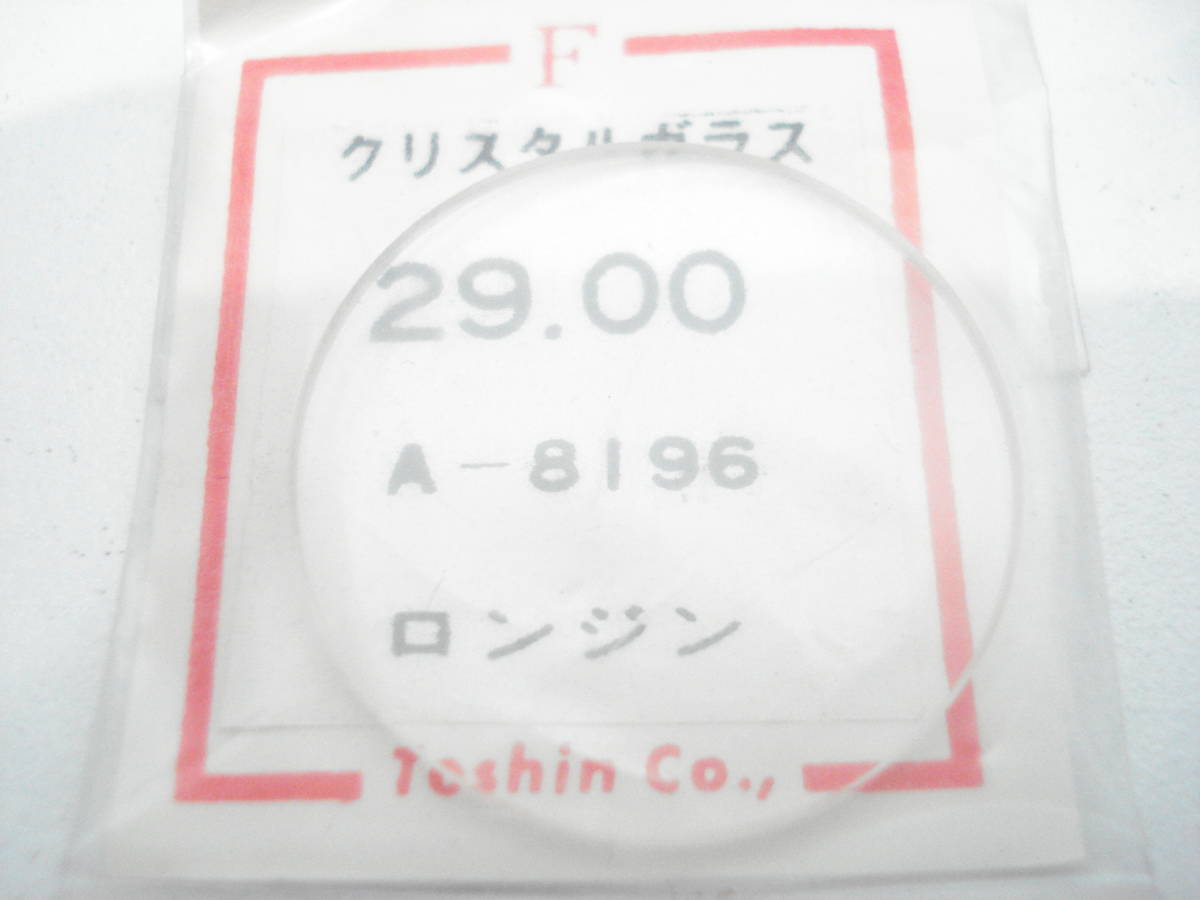 F
クリスタルガラス
29.00
A-8196
ロンジン
Toshin Co.,